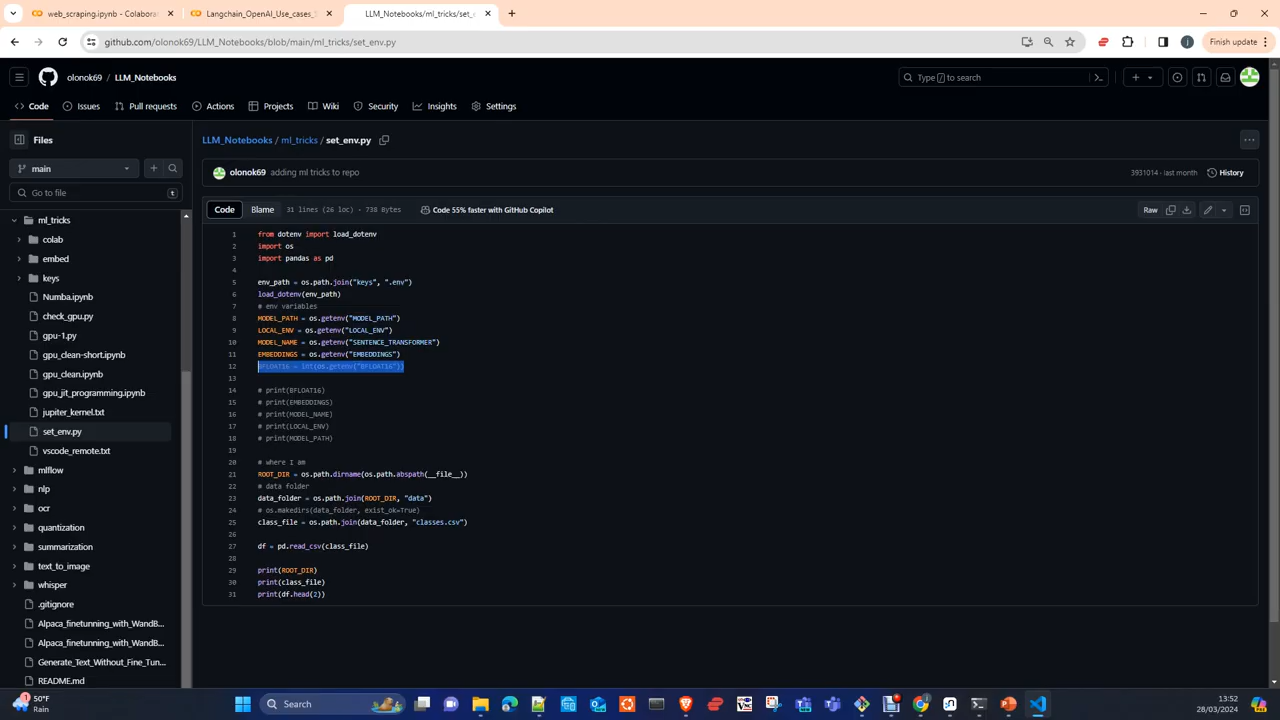 web_scraping.ipynb - Colabora
Langchain_OpenAI_Use_cases_S
LLM_Notebooks/ml_tricks/set_
github.com/olonok69/LLM_Notebooks/blob/main/ml_tricks/set_env.py
Finish update
olonok69 / LLM_Notebooks
Type / to search
Code
Issues
Pull requests
Actions
Projects
Wiki
Security
Insights
Settings
Files
main
Go to file
t
ml_tricks
colab
embed
keys
Numba.ipynb
check_gpu.py
gpu-1.py
gpu_clean-short.ipynb
gpu_clean.ipynb
gpu_jit_programming.ipynb
jupiter_kernel.txt
set_env.py
vscode_remote.txt
mlflow
nlp
ocr
quantization
summarization
text_to_image
whisper
.gitignore
Alpaca_finetunning_with_WandB...
Alpaca_finetunning_with_WandB...
Generate_Text_Without_Fine_Tun...
README.md
LLM_Notebooks / ml_tricks / set_env.py
olonok69 adding ml tricks to repo
3931014 · last month
History
Code
Blame
31 lines (26 loc) · 738 Bytes
Code 55% faster with GitHub Copilot
Raw
1 from dotenv import load_dotenv
2 import os
3 import pandas as pd
4
5 env_path = os.path.join("keys", ".env")
6 load_dotenv(env_path)
7 # env variables
8 MODEL_PATH = os.getenv("MODEL_PATH")
9 LOCAL_ENV = os.getenv("LOCAL_ENV")
10 MODEL_NAME = os.getenv("SENTENCE_TRANSFORMER")
11 EMBEDDINGS = os.getenv("EMBEDDINGS")
12 BFLOAT16 = int(os.getenv("BFLOAT16"))
13
14 # print(BFLOAT16)
15 # print(EMBEDDINGS)
16 # print(MODEL_NAME)
17 # print(LOCAL_ENV)
18 # print(MODEL_PATH)
19
20 # where I am
21 ROOT_DIR = os.path.dirname(os.path.abspath(__file__))
22 # data folder
23 data_folder = os.path.join(ROOT_DIR, "data")
24 # os.makedirs(data_folder, exist_ok=True)
25 class_file = os.path.join(data_folder, "classes.csv")
26
27 df = pd.read_csv(class_file)
28
29 print(ROOT_DIR)
30 print(class_file)
31 print(df.head(2))
1
50°F
Rain
Search
13:52
28/03/2024